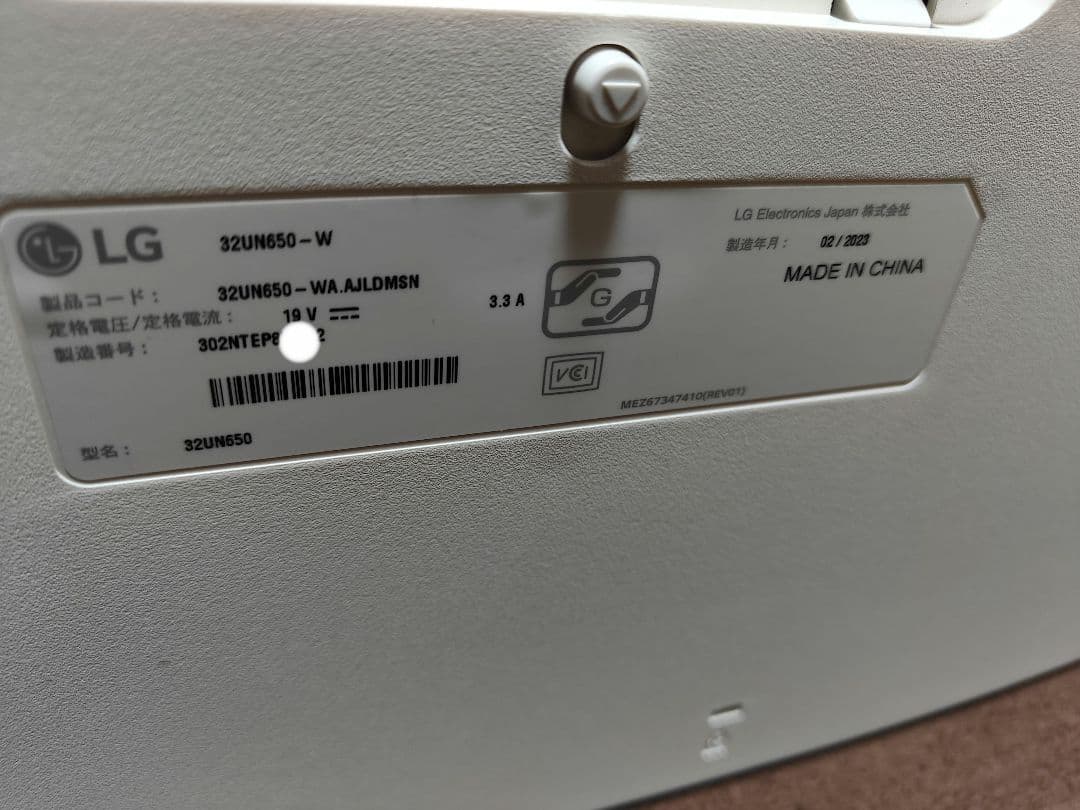 LG 32UN650-W
製品コード: 32UN650-WA.AJLDMSN
定格電圧/定格電流: 19 V 3.3 A
製造番号: 302NTEP
型名: 32UN650
LG Electronics Japan 株式会社
製造年月: 02/2023
MADE IN CHINA
G
VCCI
MEZ67347410(REV01)